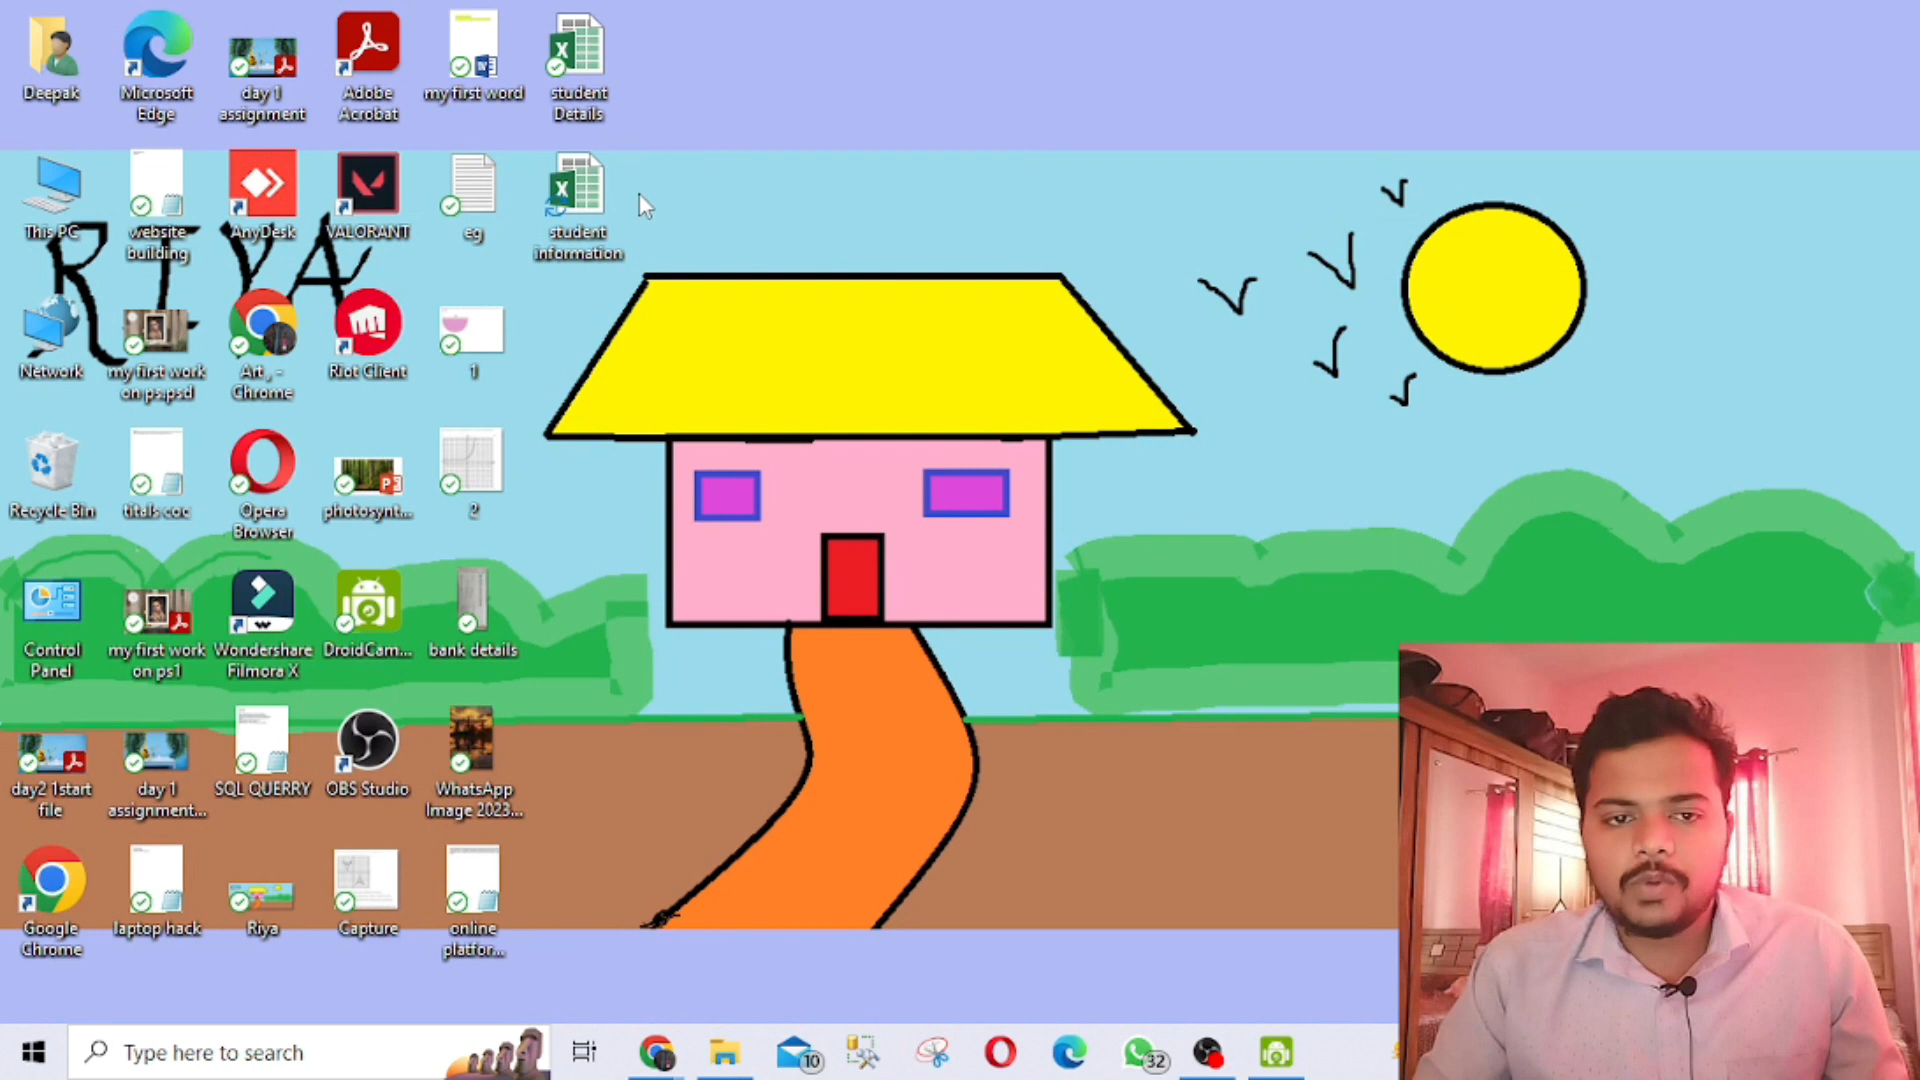 Deepak
Microsoft
Edge
day 1
assignment
Adobe
Acrobat
my first word
student
Details
This PC
website
building
AnyDesk
VALORANT
eg
student
information
RIYA
Network
my first work
on ps.psd
Art , -
Chrome
Riot Client
1
Recycle Bin
titals coc
Opera
Browser
photosynt...
2
Control
Panel
my first work
on ps1
Wondershare
Filmora X
DroidCam...
bank details
day2 1start
file
day 1
assignment...
SQL QUERRY
OBS Studio
WhatsApp
Image 2023...
Google
Chrome
laptop hack
Riya
Capture
online
platfor...
Type here to search
10
32